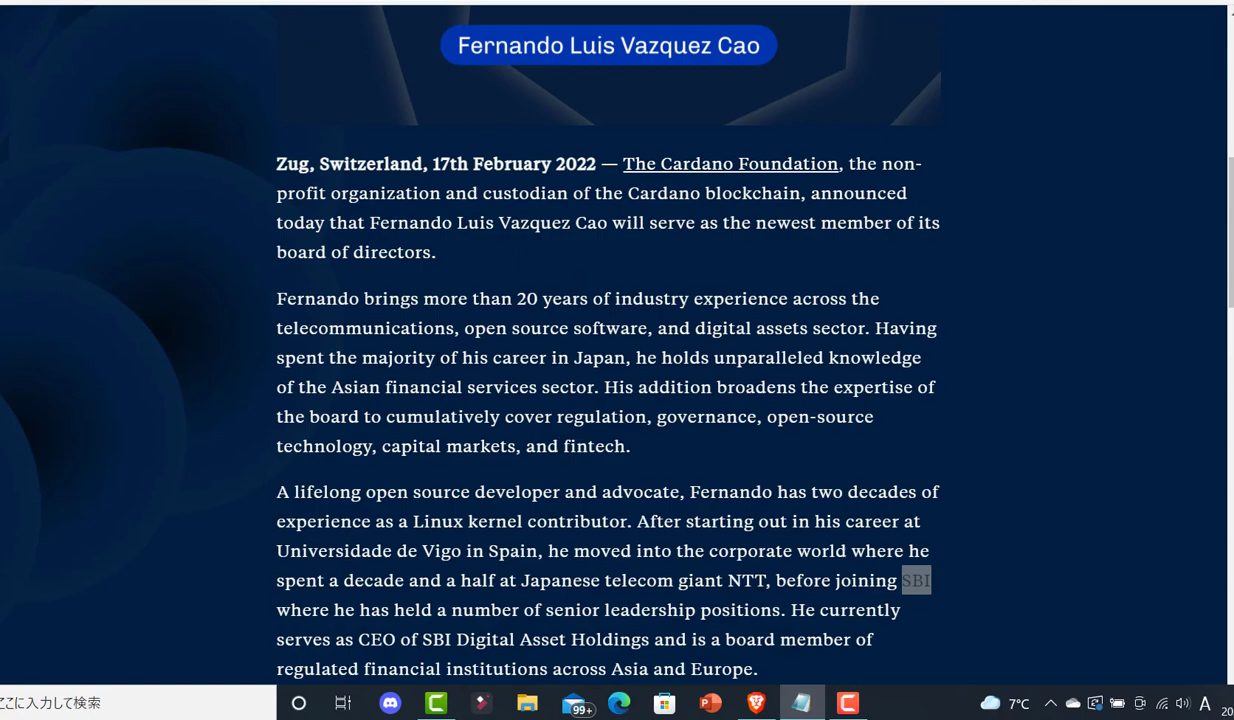 Fernando Luis Vazquez Cao
Zug, Switzerland, 17th February 2022 — The Cardano Foundation, the non-
profit organization and custodian of the Cardano blockchain, announced
today that Fernando Luis Vazquez Cao will serve as the newest member of its
board of directors.
Fernando brings more than 20 years of industry experience across the
telecommunications, open source software, and digital assets sector. Having
spent the majority of his career in Japan, he holds unparalleled knowledge
of the Asian financial services sector. His addition broadens the expertise of
the board to cumulatively cover regulation, governance, open-source
technology, capital markets, and fintech.
A lifelong open source developer and advocate, Fernando has two decades of
experience as a Linux kernel contributor. After starting out in his career at
Universidade de Vigo in Spain, he moved into the corporate world where he
spent a decade and a half at Japanese telecom giant NTT, before joining SBI
where he has held a number of senior leadership positions. He currently
serves as CEO of SBI Digital Asset Holdings and is a board member of
regulated financial institutions across Asia and Europe.
ここに入力して検索 99+ 7°C A
20